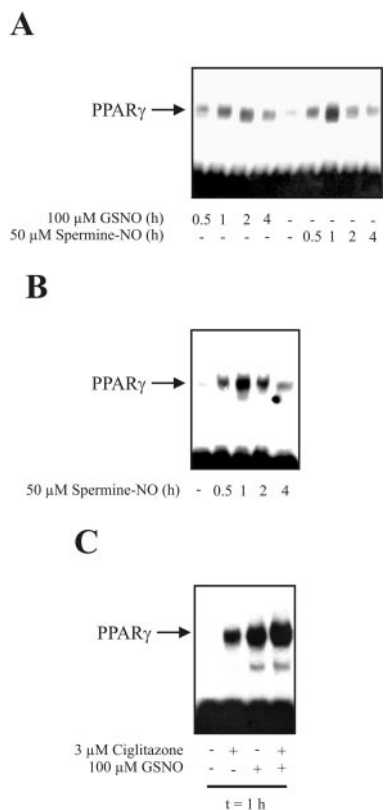 A
PPARγ
100 µM GSNO (h) 0.5 1 2 4 - - - - -
50 µM Spermine-NO (h) - - - - - 0.5 1 2 4
B
PPARγ
50 µM Spermine-NO (h) - 0.5 1 2 4
C
PPARγ
3 µM Ciglitazone - + - +
100 µM GSNO - - + +
t = 1 h